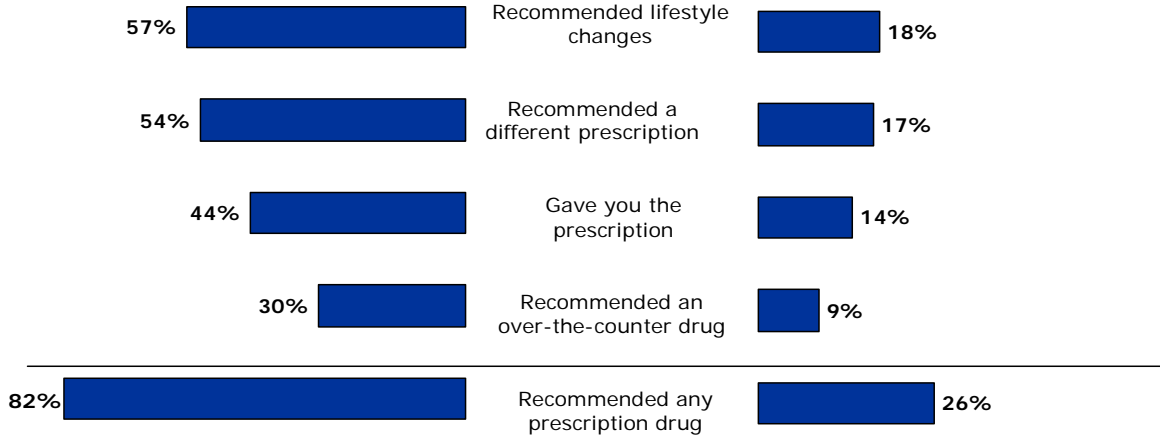 57%
Recommended lifestyle
changes
18%
54%
Recommended a
different prescription
17%
44%
Gave you the
prescription
14%
30%
Recommended an
over-the-counter drug
9%
82%
Recommended any
prescription drug
26%